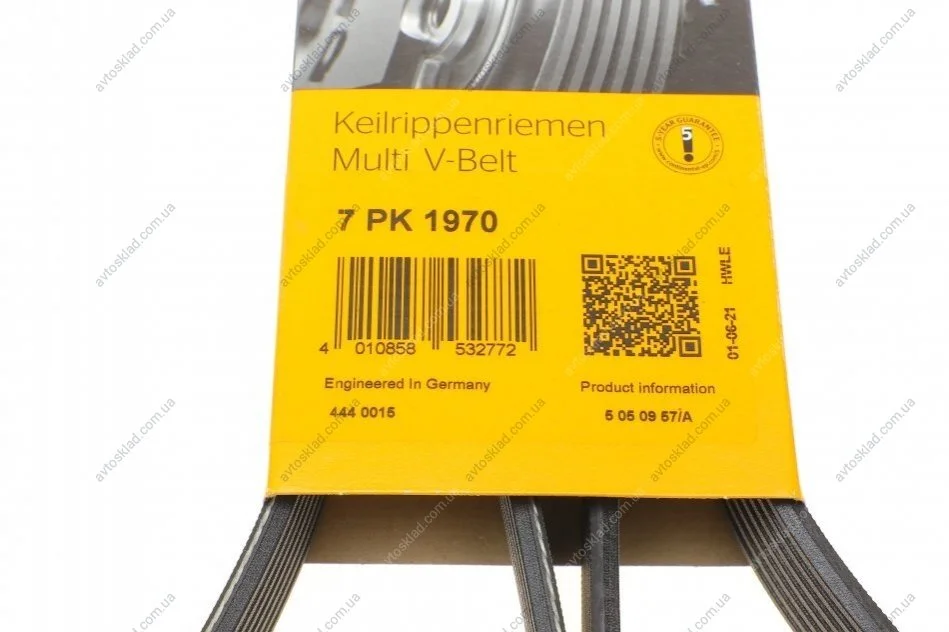 Keilrippenriemen
Multi V-Belt
5-YEAR GUARANTEE
5
7 PK 1970
4 010858 532772
01-06-21 HWLE
Engineered In Germany
Product information
444 0015
5 05 09 57/A
avtosklad.com.ua